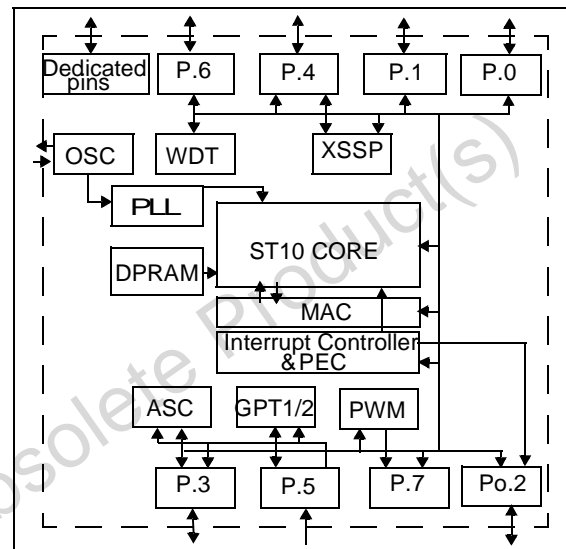 Dedicated
pins
P.6
P.4
P.1
P.0
OSC
WDT
XSSP
PLL
DPRAM
ST10 CORE
MAC
Interrupt Controller
&PEC
ASC
GPT1/2
PWM
P.3
P.5
P.7
Po.2
bsolete Product(s)